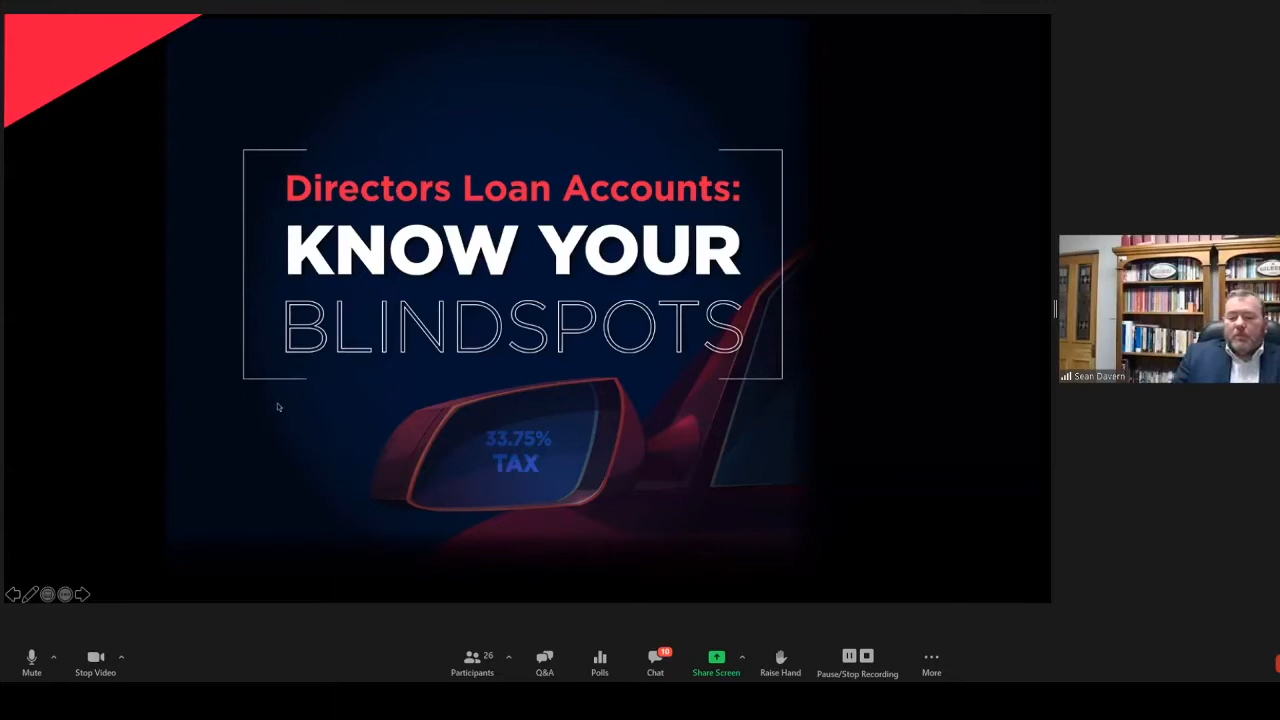 Directors Loan Accounts:
KNOW YOUR
BLINDSPOTS
33.75%
TAX
Sean Davern
Mute
Stop Video
26
Participants
Q&A
Polls
10
Chat
Share Screen
Raise Hand
Pause/Stop Recording
More